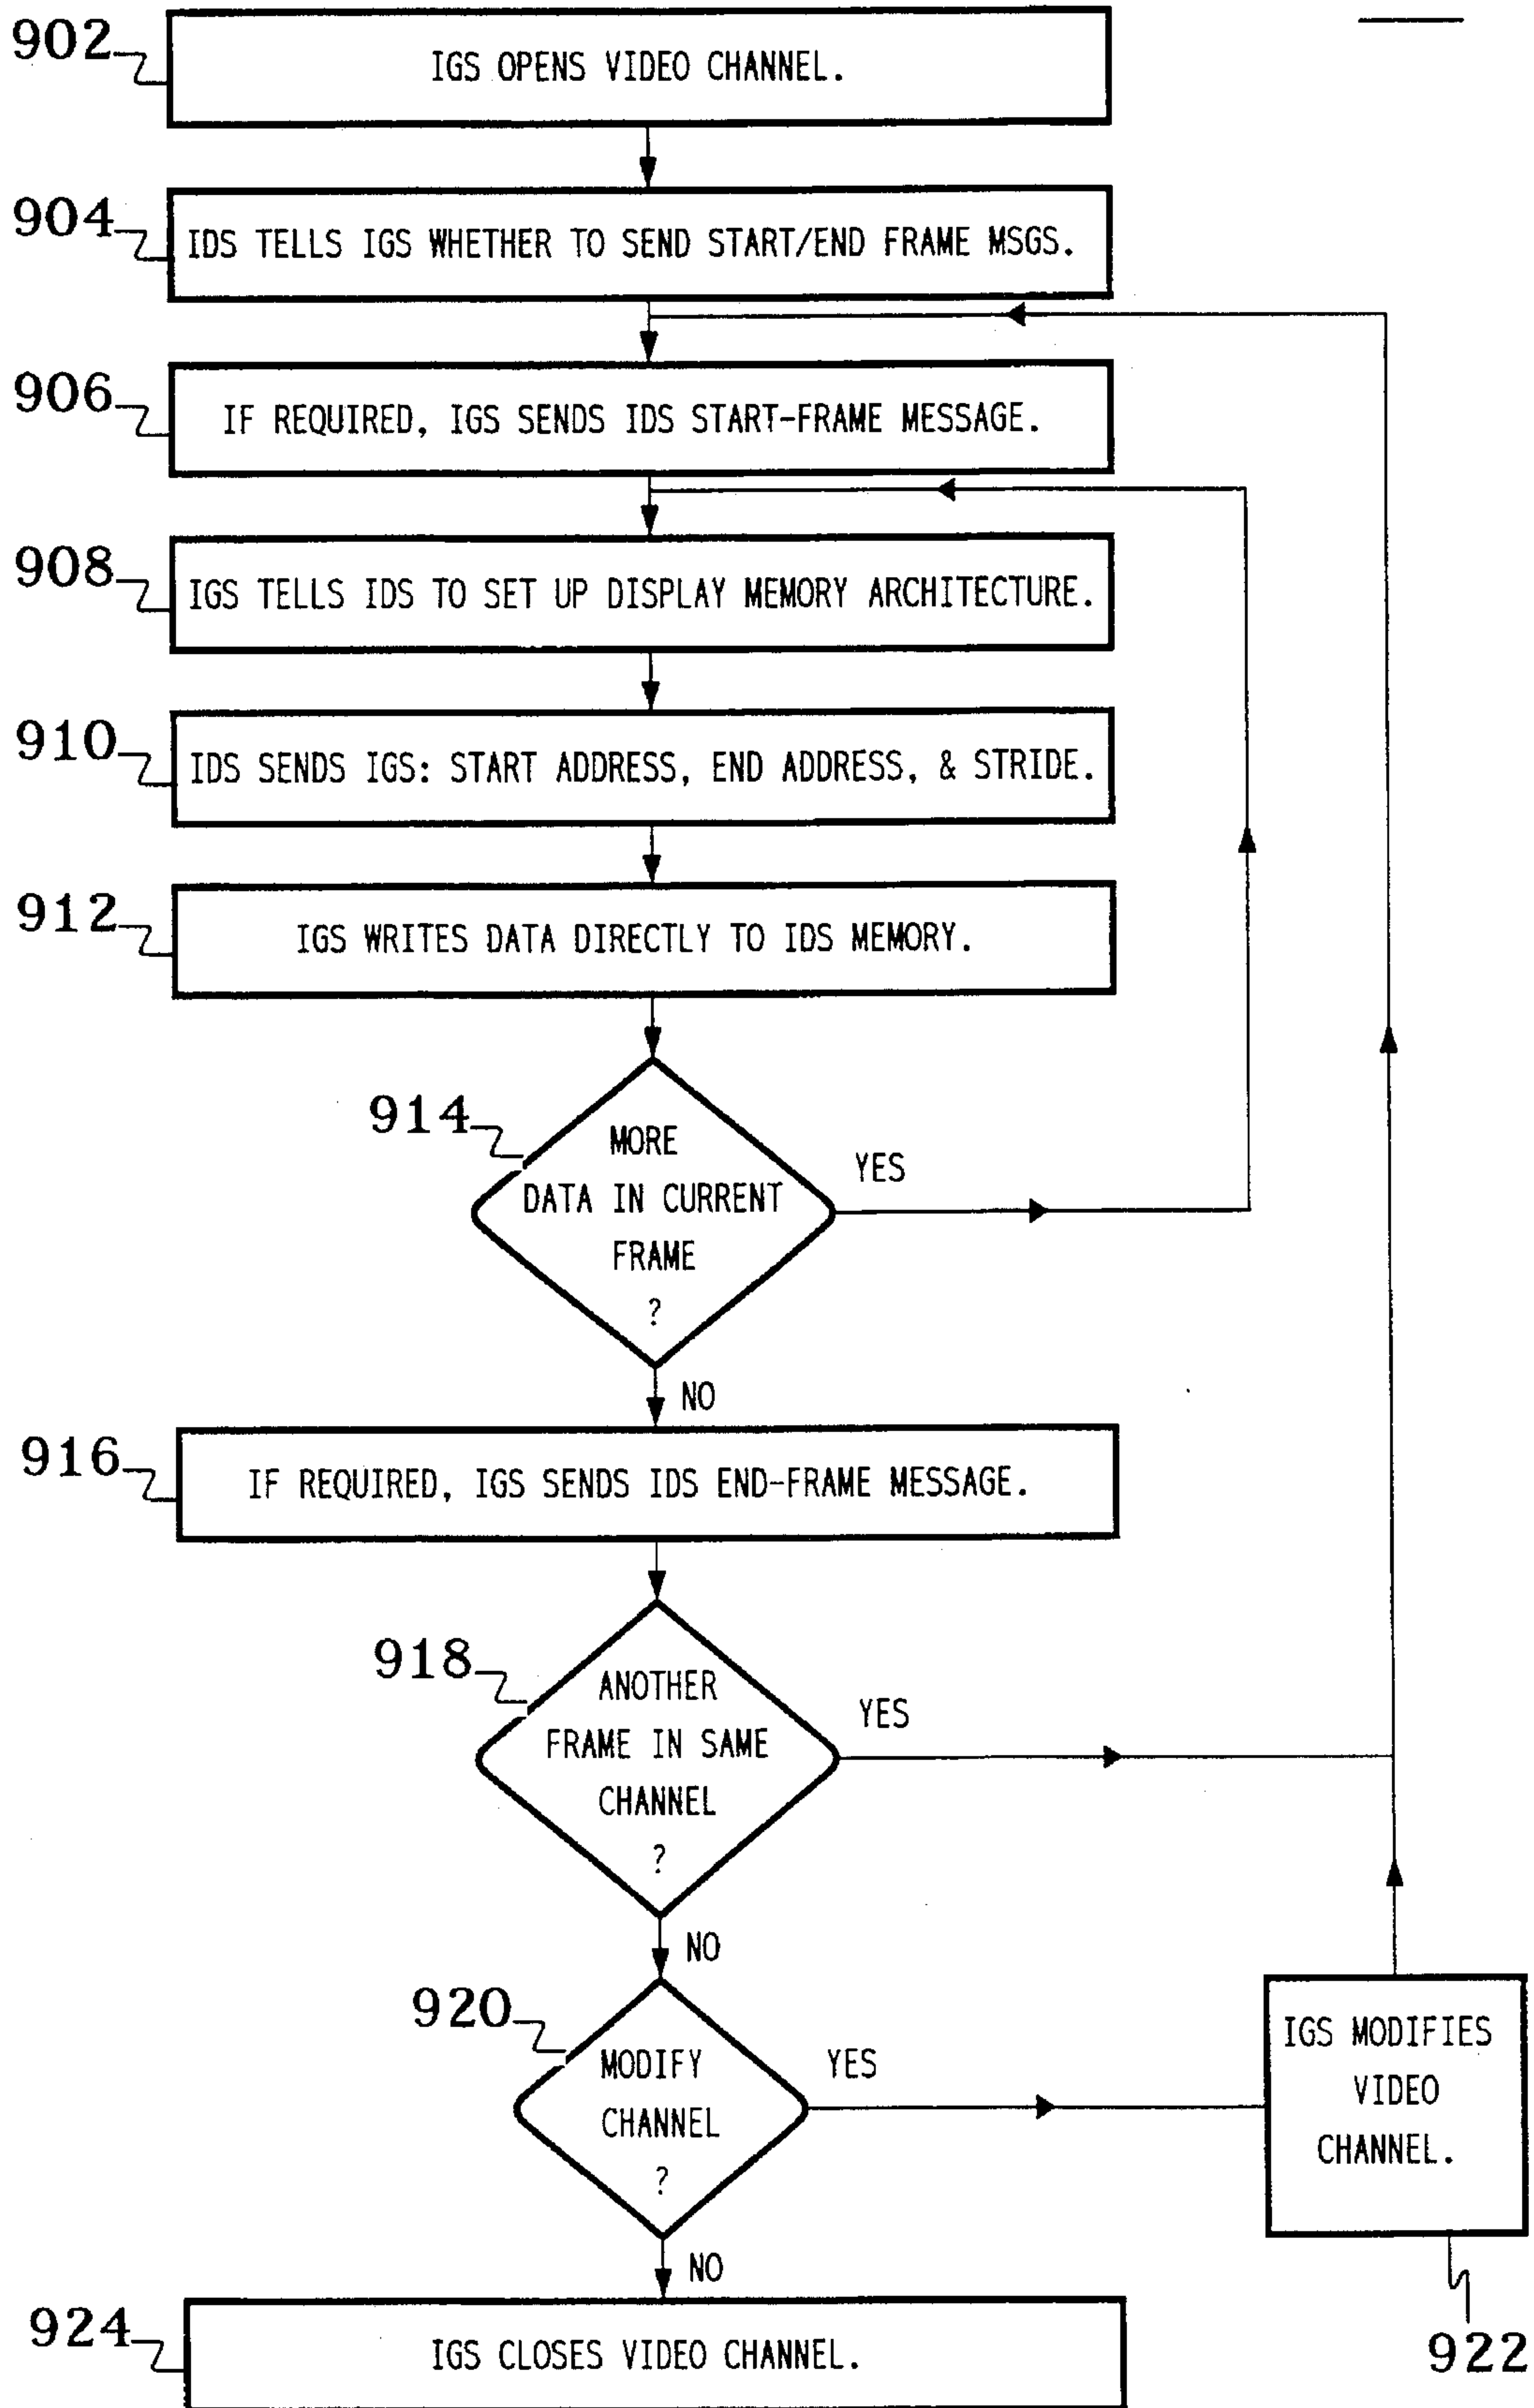 902
IGS OPENS VIDEO CHANNEL.
904
IDS TELLS IGS WHETHER TO SEND START/END FRAME MSGS.
906
IF REQUIRED, IGS SENDS IDS START-FRAME MESSAGE.
908
IGS TELLS IDS TO SET UP DISPLAY MEMORY ARCHITECTURE.
910
IDS SENDS IGS: START ADDRESS, END ADDRESS, & STRIDE.
912
IGS WRITES DATA DIRECTLY TO IDS MEMORY.
914
MORE
DATA IN CURRENT
FRAME
?
YES
NO
916
IF REQUIRED, IGS SENDS IDS END-FRAME MESSAGE.
918
ANOTHER
FRAME IN SAME
CHANNEL
?
YES
NO
920
MODIFY
CHANNEL
?
YES
IGS MODIFIES
VIDEO
CHANNEL.
922
NO
924
IGS CLOSES VIDEO CHANNEL.